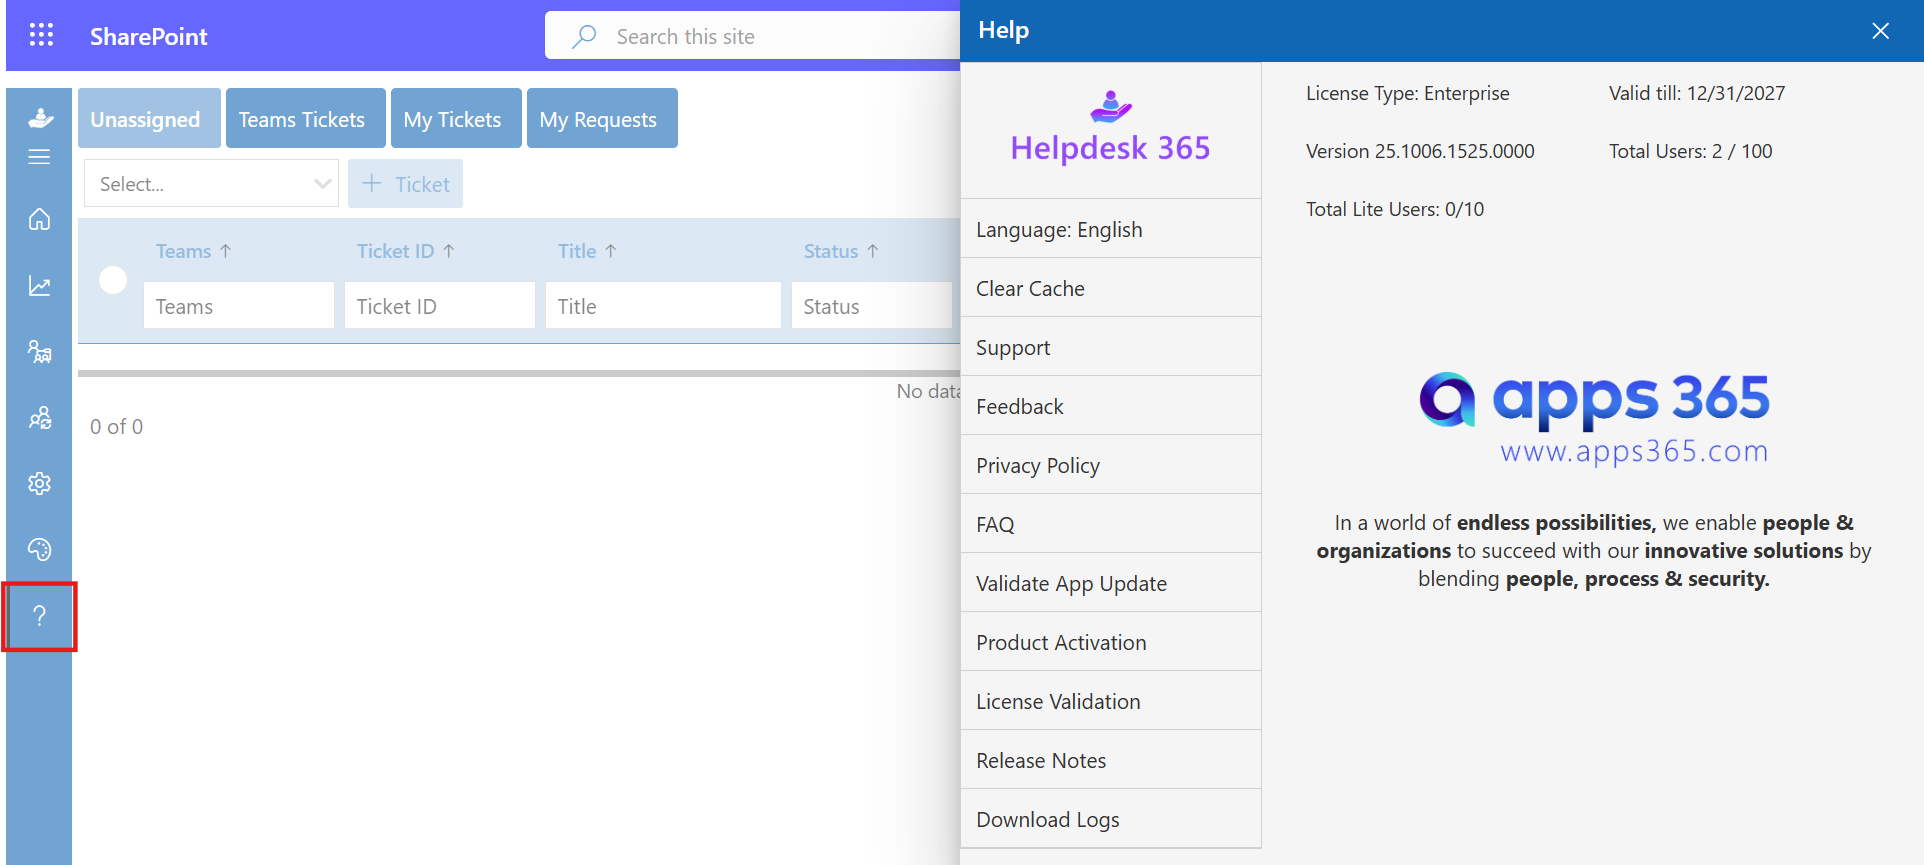 SharePoint
Search this site
Help
Unassigned
Teams Tickets
My Tickets
My Requests
Select...
+ Ticket
Teams ↑
Ticket ID ↑
Title ↑
Status ↑
Teams
Ticket ID
Title
Status
No data
0 of 0
?
Helpdesk 365
Language: English
Clear Cache
Support
Feedback
Privacy Policy
FAQ
Validate App Update
Product Activation
License Validation
Release Notes
Download Logs
License Type: Enterprise
Valid till: 12/31/2027
Version 25.1006.1525.0000
Total Users: 2 / 100
Total Lite Users: 0/10
apps 365
www.apps365.com
In a world of endless possibilities, we enable people &
organizations to succeed with our innovative solutions by
blending people, process & security.